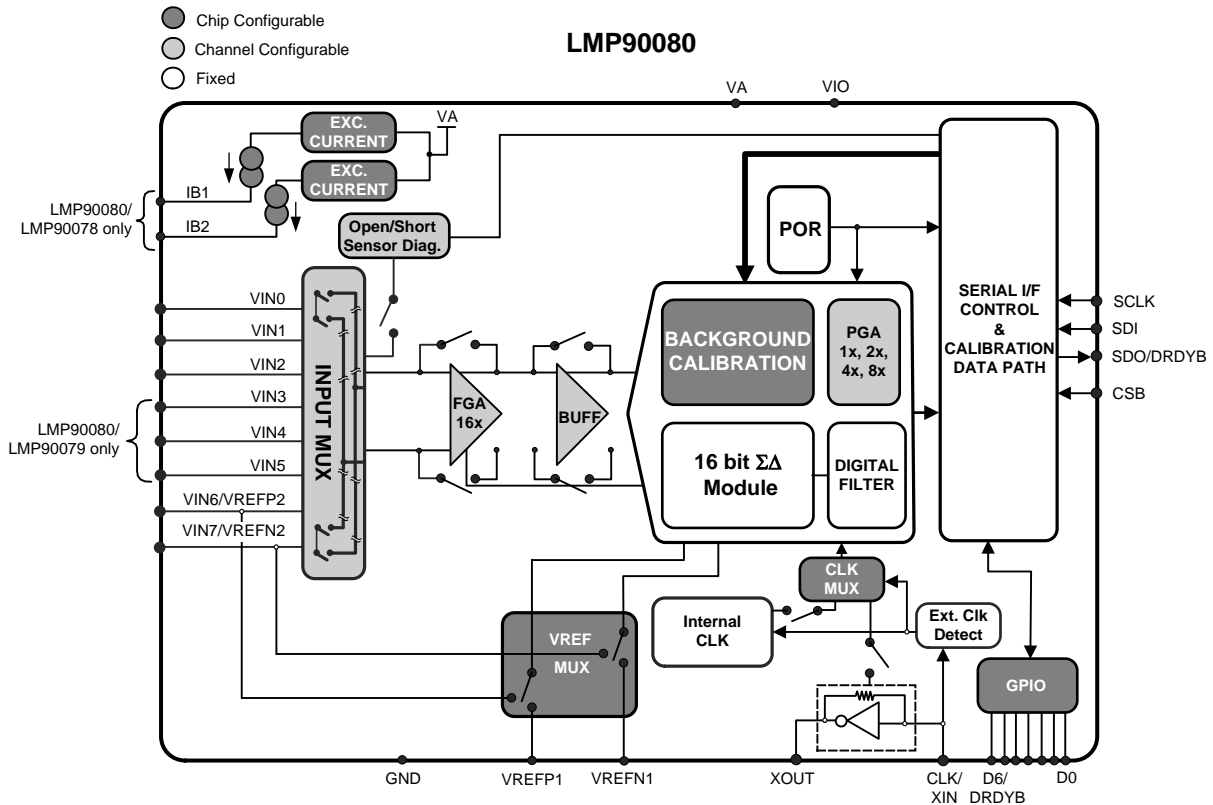 Chip Configurable
Channel Configurable
Fixed
LMP90080
VA
VIO
EXC.
CURRENT
VA
EXC.
CURRENT
IB1
IB2
LMP90080/
LMP90078 only
Open/Short
Sensor Diag.
POR
SERIAL I/F
CONTROL
&
CALIBRATION
DATA PATH
SCLK
SDI
SDO/DRDYB
CSB
VIN0
VIN1
VIN2
VIN3
VIN4
VIN5
VIN6/VREFP2
VIN7/VREFN2
LMP90080/
LMP90079 only
INPUT MUX
FGA
16x
BUFF
BACKGROUND
CALIBRATION
PGA
1x, 2x,
4x, 8x
16 bit ΣΔ
Module
DIGITAL
FILTER
CLK
MUX
Internal
CLK
Ext. Clk
Detect
VREF
MUX
GPIO
GND
VREFP1
VREFN1
XOUT
CLK/
XIN
D6/
DRDYB
D0